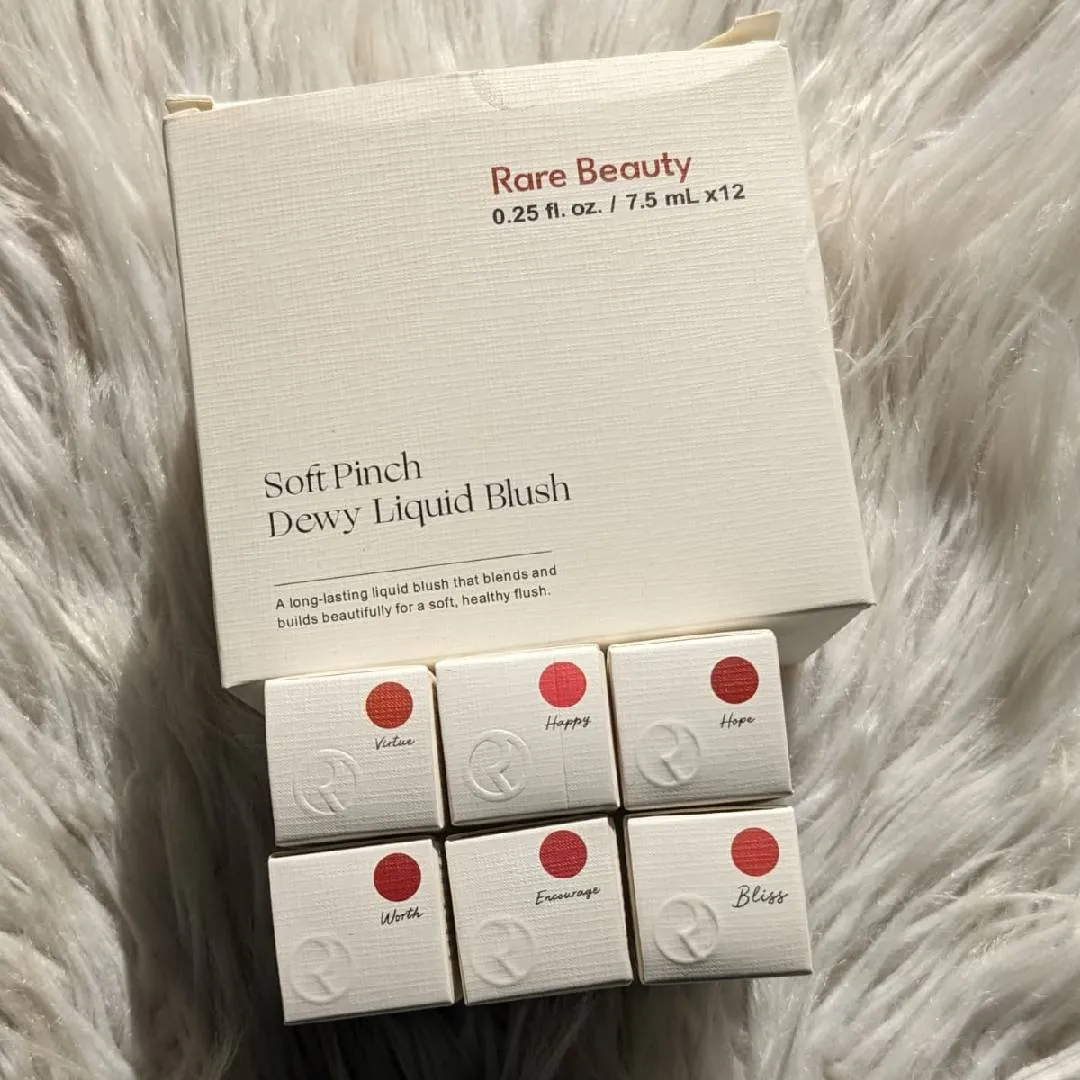 Rare Beauty
0.25 fl. oz. / 7.5 mL x12
Soft Pinch
Dewy Liquid Blush
A long-lasting liquid blush that blends and
builds beautifully for a soft, healthy flush.
Virtue
Happy
Hope
R
R
R
Worth
Encourage
Bliss
R
R
R